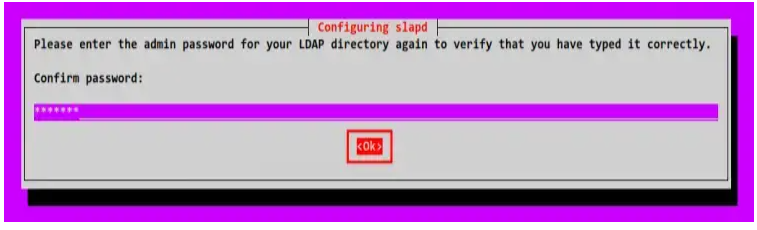 Configuring slapd
Please enter the admin password for your LDAP directory again to verify that you have typed it correctly.
Confirm password:
*******
<Ok>